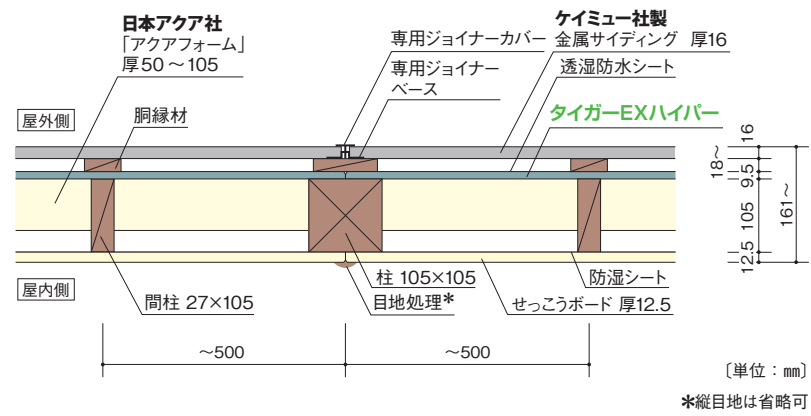 日本アクア社
「アクアフォーム」
厚50〜105
専用ジョイナーカバー
専用ジョイナー
ベース
ケイミュー社製
金属サイディング 厚16
透湿防水シート
タイガーEXハイパー
屋外側
胴縁材
16
18〜
9.5
105
12.5
161〜
屋内側
間柱 27×105
柱 105×105
目地処理*
防湿シート
せっこうボード 厚12.5
〜500
〜500
〔単位：㎜〕
*縦目地は省略可